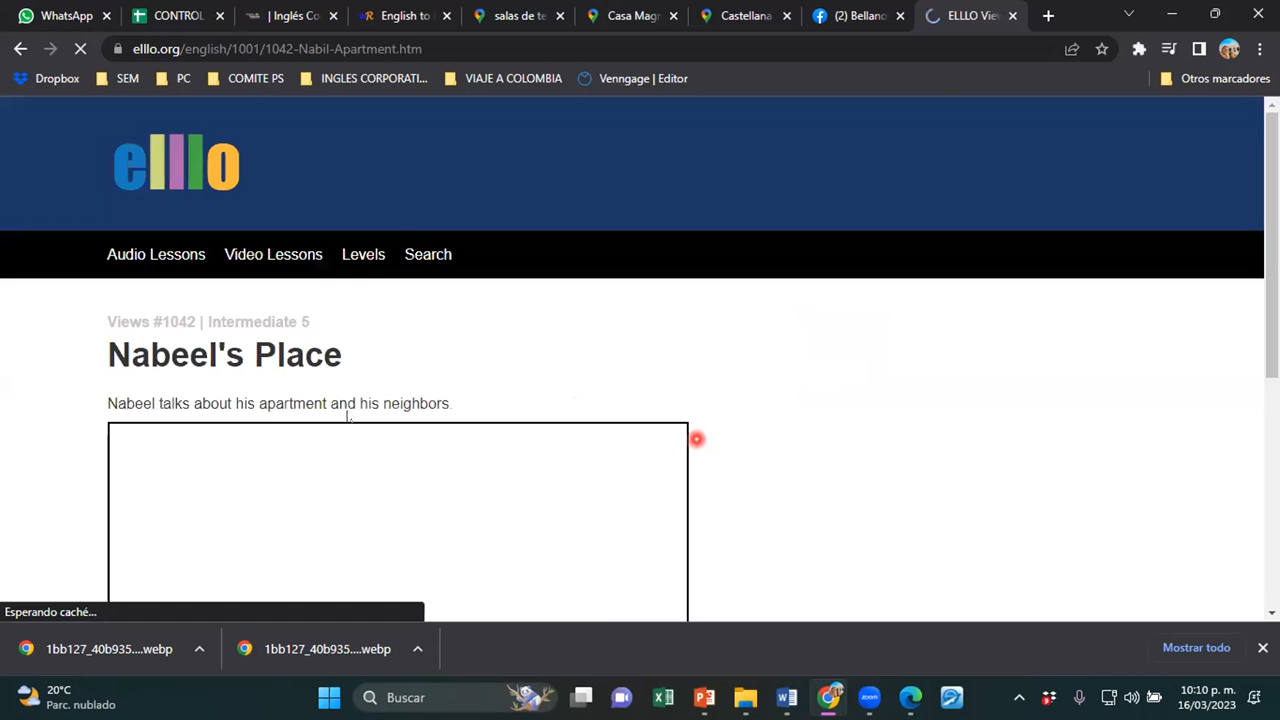 WhatsApp
CONTROL
Inglés Co
English to
salas de te
Casa Magr
Castellana
(2) Bellano
ELLLO Viev
elllo.org/english/1001/1042-Nabil-Apartment.htm
Dropbox
SEM
PC
COMITE PS
INGLES CORPORATI...
VIAJE A COLOMBIA
Venngage | Editor
Otros marcadores
elllo
Audio Lessons
Video Lessons
Levels
Search
Views #1042 | Intermediate 5
Nabeel's Place
Nabeel talks about his apartment and his neighbors.
Esperando caché...
1bb127_40b935....webp
1bb127_40b935....webp
Mostrar todo
20°C
Parc. nublado
Buscar
10:10 p. m.
16/03/2023